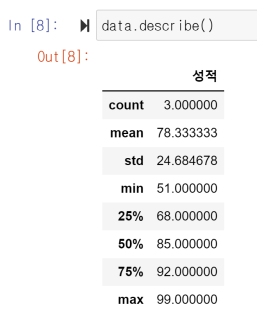 In [8]: data.describe()
Out[8]:
성적
count 3.000000
mean 78.333333
std 24.684678
min 51.000000
25% 68.000000
50% 85.000000
75% 92.000000
max 99.000000